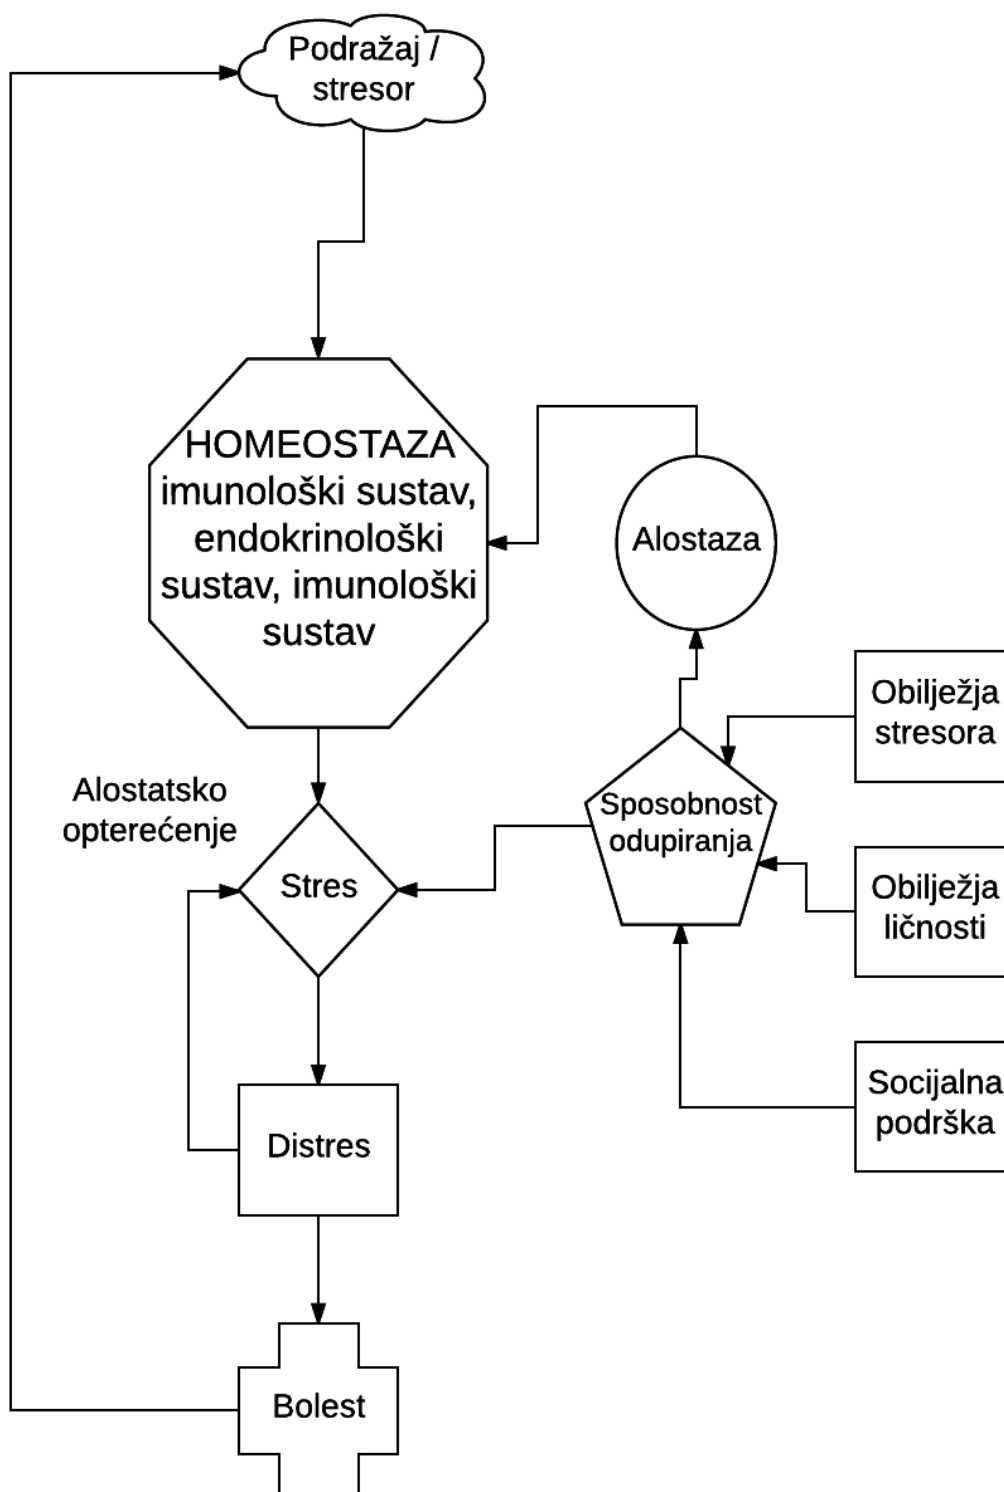 Podražaj /
stresor
HOMEOSTAZA
imunološki sustav,
endokrinološki
sustav, imunološki
sustav
Alostaza
Obilježja
stresora
Alostatsko
opterećenje
Sposobnost
odupiranja
Stres
Obilježja
ličnosti
Socijalna
podrška
Distres
Bolest